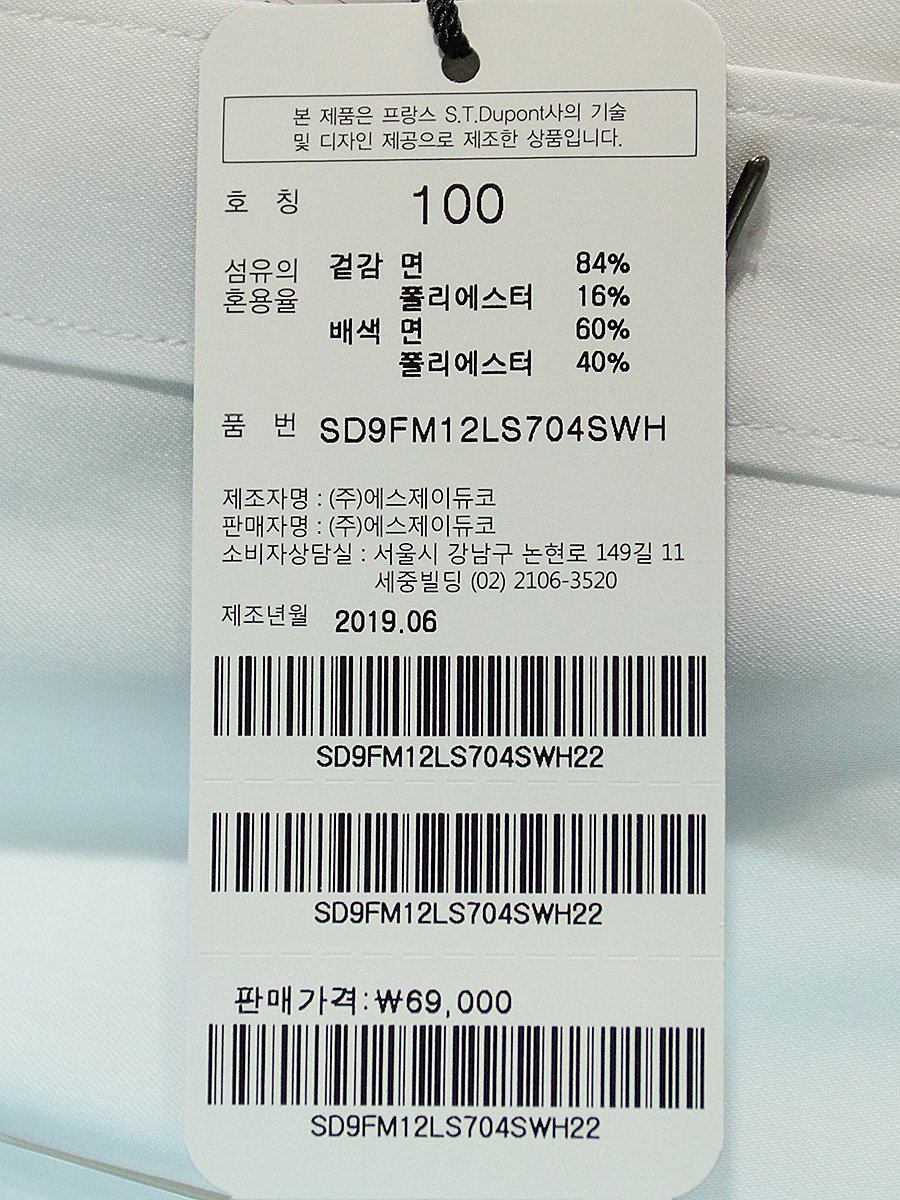 본 제품은 프랑스 S.T.Dupont사의 기술
및 디자인 제공으로 제조한 상품입니다.
호 칭 100
섬유의 겉감 면 84%
혼용율 폴리에스터 16%
배색 면 60%
폴리에스터 40%
품 번 SD9FM12LS704SWH
제조자명 : (주)에스제이듀코
판매자명 : (주)에스제이듀코
소비자상담실 : 서울시 강남구 논현로 149길 11
세중빌딩 (02) 2106-3520
제조년월 2019.06
SD9FM12LS704SWH22
SD9FM12LS704SWH22
판매가격:₩69,000
SD9FM12LS704SWH22